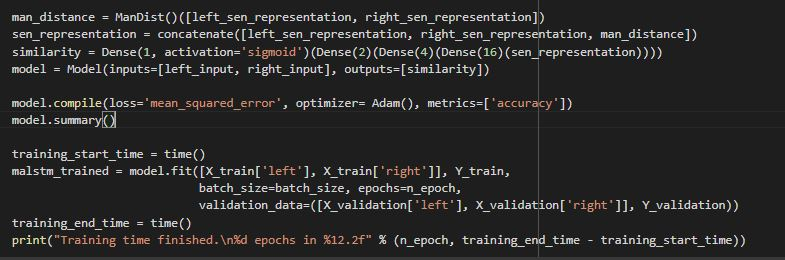 man_distance = ManDist()([left_sen_representation, right_sen_representation])
sen_representation = concatenate([left_sen_representation, right_sen_representation, man_distance])
similarity = Dense(1, activation='sigmoid')(Dense(2)(Dense(4)(Dense(16)(sen_representation))))
model = Model(inputs=[left_input, right_input], outputs=[similarity])
model.compile(loss='mean_squared_error', optimizer= Adam(), metrics=['accuracy'])
model.summary()
training_start_time = time()
malstm_trained = model.fit([X_train['left'], X_train['right']], Y_train,
batch_size=batch_size, epochs=n_epoch,
validation_data=([X_validation['left'], X_validation['right']], Y_validation))
training_end_time = time()
print("Training time finished.\n%d epochs in %12.2f" % (n_epoch, training_end_time - training_start_time))